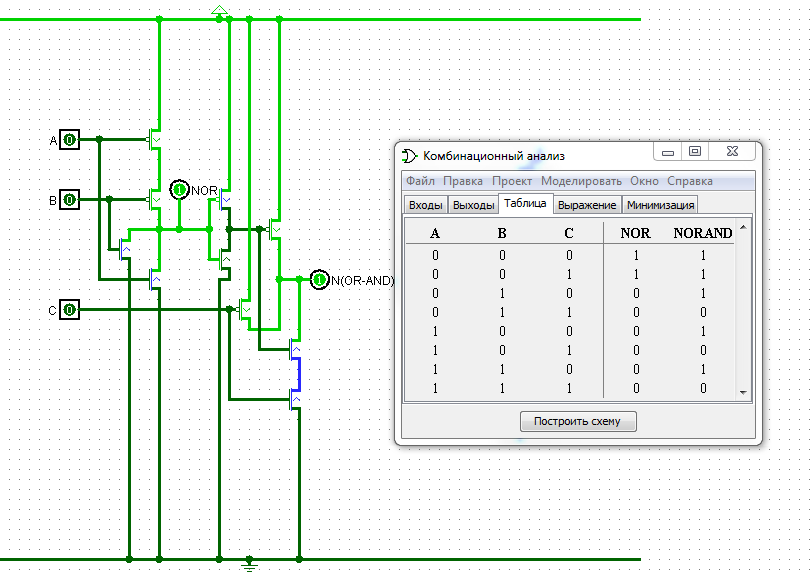 A 0
B 0
1 NOR
C 0
1 N(OR-AND)
Комбинационный анализ
Файл Правка Проект Моделировать Окно Справка
Входы Выходы Таблица Выражение Минимизация
A B C NOR NORAND
0 0 0 1 1
0 0 1 1 1
0 1 0 0 1
0 1 1 0 0
1 0 0 0 1
1 0 1 0 0
1 1 0 0 1
1 1 1 0 0
Построить схему